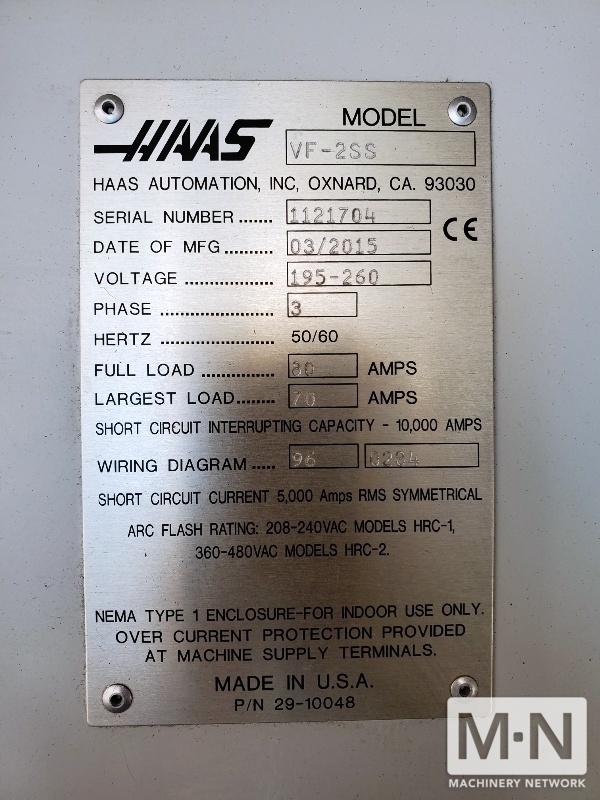 HAAS
MODEL
VF-2SS
HAAS AUTOMATION, INC, OXNARD, CA. 93030
SERIAL NUMBER ....... 1121704
CE
DATE OF MFG .......... 03/2015
VOLTAGE .................. 195-260
PHASE ...................... 3
HERTZ ...................... 50/60
FULL LOAD ............... 80 AMPS
LARGEST LOAD........ 70 AMPS
SHORT CIRCUIT INTERRUPTING CAPACITY - 10,000 AMPS
WIRING DIAGRAM ..... 96 0284
SHORT CIRCUIT CURRENT 5,000 Amps RMS SYMMETRICAL
ARC FLASH RATING: 208-240VAC MODELS HRC-1,
360-480VAC MODELS HRC-2.
NEMA TYPE 1 ENCLOSURE-FOR INDOOR USE ONLY.
OVER CURRENT PROTECTION PROVIDED
AT MACHINE SUPPLY TERMINALS.
MADE IN U.S.A.
P/N 29-10048
M·N
MACHINERY NETWORK